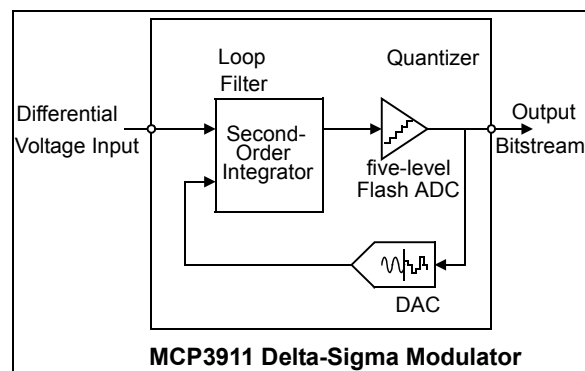 Loop
Filter
Quantizer
Differential
Voltage Input
Second-
Order
Integrator
Output
Bitstream
five-level
Flash ADC
DAC
MCP3911 Delta-Sigma Modulator